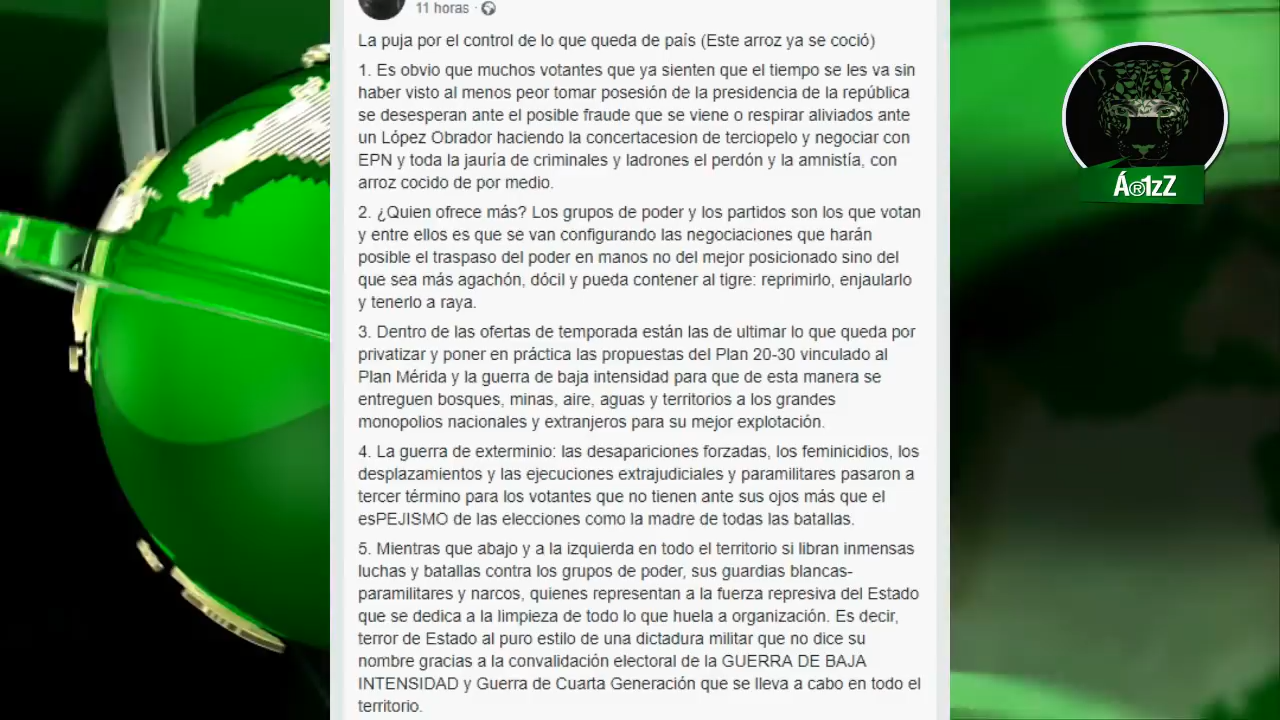 11 horas ·
La puja por el control de lo que queda de país (Este arroz ya se coció)
1. Es obvio que muchos votantes que ya sienten que el tiempo se les va sin
haber visto al menos peor tomar posesión de la presidencia de la república
se desesperan ante el posible fraude que se viene o respirar aliviados ante
un López Obrador haciendo la concertacesion de terciopelo y negociar con
EPN y toda la jauría de criminales y ladrones el perdón y la amnistía, con
arroz cocido de por medio.
2. ¿Quien ofrece más? Los grupos de poder y los partidos son los que votan
y entre ellos es que se van configurando las negociaciones que harán
posible el traspaso del poder en manos no del mejor posicionado sino del
que sea más agachón, dócil y pueda contener al tigre: reprimirlo, enjaularlo
y tenerlo a raya.
3. Dentro de las ofertas de temporada están las de ultimar lo que queda por
privatizar y poner en práctica las propuestas del Plan 20-30 vinculado al
Plan Mérida y la guerra de baja intensidad para que de esta manera se
entreguen bosques, minas, aire, aguas y territorios a los grandes
monopolios nacionales y extranjeros para su mejor explotación.
4. La guerra de exterminio: las desapariciones forzadas, los feminicidios, los
desplazamientos y las ejecuciones extrajudiciales y paramilitares pasaron a
tercer término para los votantes que no tienen ante sus ojos más que el
esPEJISMO de las elecciones como la madre de todas las batallas.
5. Mientras que abajo y a la izquierda en todo el territorio si libran inmensas
luchas y batallas contra los grupos de poder, sus guardias blancas-
paramilitares y narcos, quienes representan a la fuerza represiva del Estado
que se dedica a la limpieza de todo lo que huela a organización. Es decir,
terror de Estado al puro estilo de una dictadura militar que no dice su
nombre gracias a la convalidación electoral de la GUERRA DE BAJA
INTENSIDAD y Guerra de Cuarta Generación que se lleva a cabo en todo el
territorio.
Á®1zZ